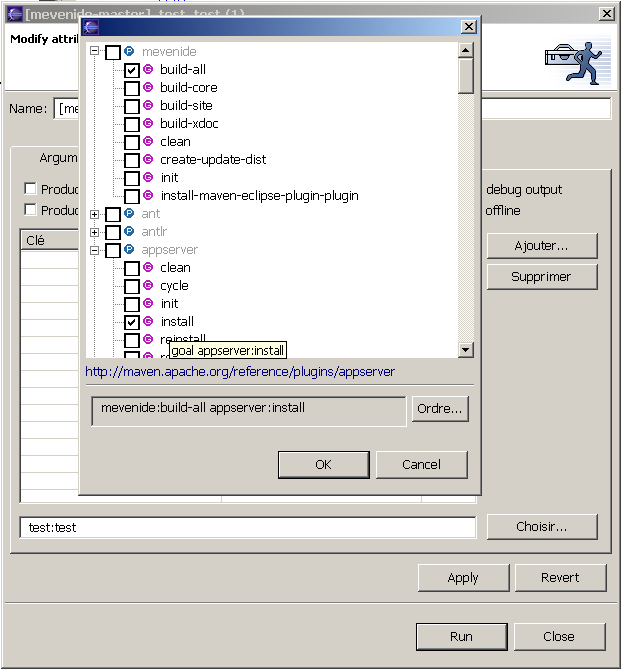 [mevenide-master] test test (1)
Modify attri
Name:
[me
Argum
Produc
debug output
Produc
offline
Clé
Ajouter...
Supprimer
mevenide
build-all
build-core
build-site
build-xdoc
clean
create-update-dist
init
install-maven-eclipse-plugin-plugin
ant
antlr
appserver
clean
cycle
init
install
reinstall
goal appserver:install
http://maven.apache.org/reference/plugins/appserver
mevenide:build-all appserver:install
Ordre...
OK
Cancel
test:test
Choisir...
Apply
Revert
Run
Close